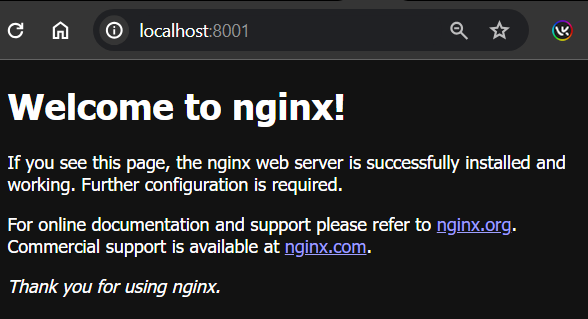 localhost:8001
Welcome to nginx!
If you see this page, the nginx web server is successfully installed and
working. Further configuration is required.
For online documentation and support please refer to nginx.org.
Commercial support is available at nginx.com.
Thank you for using nginx.